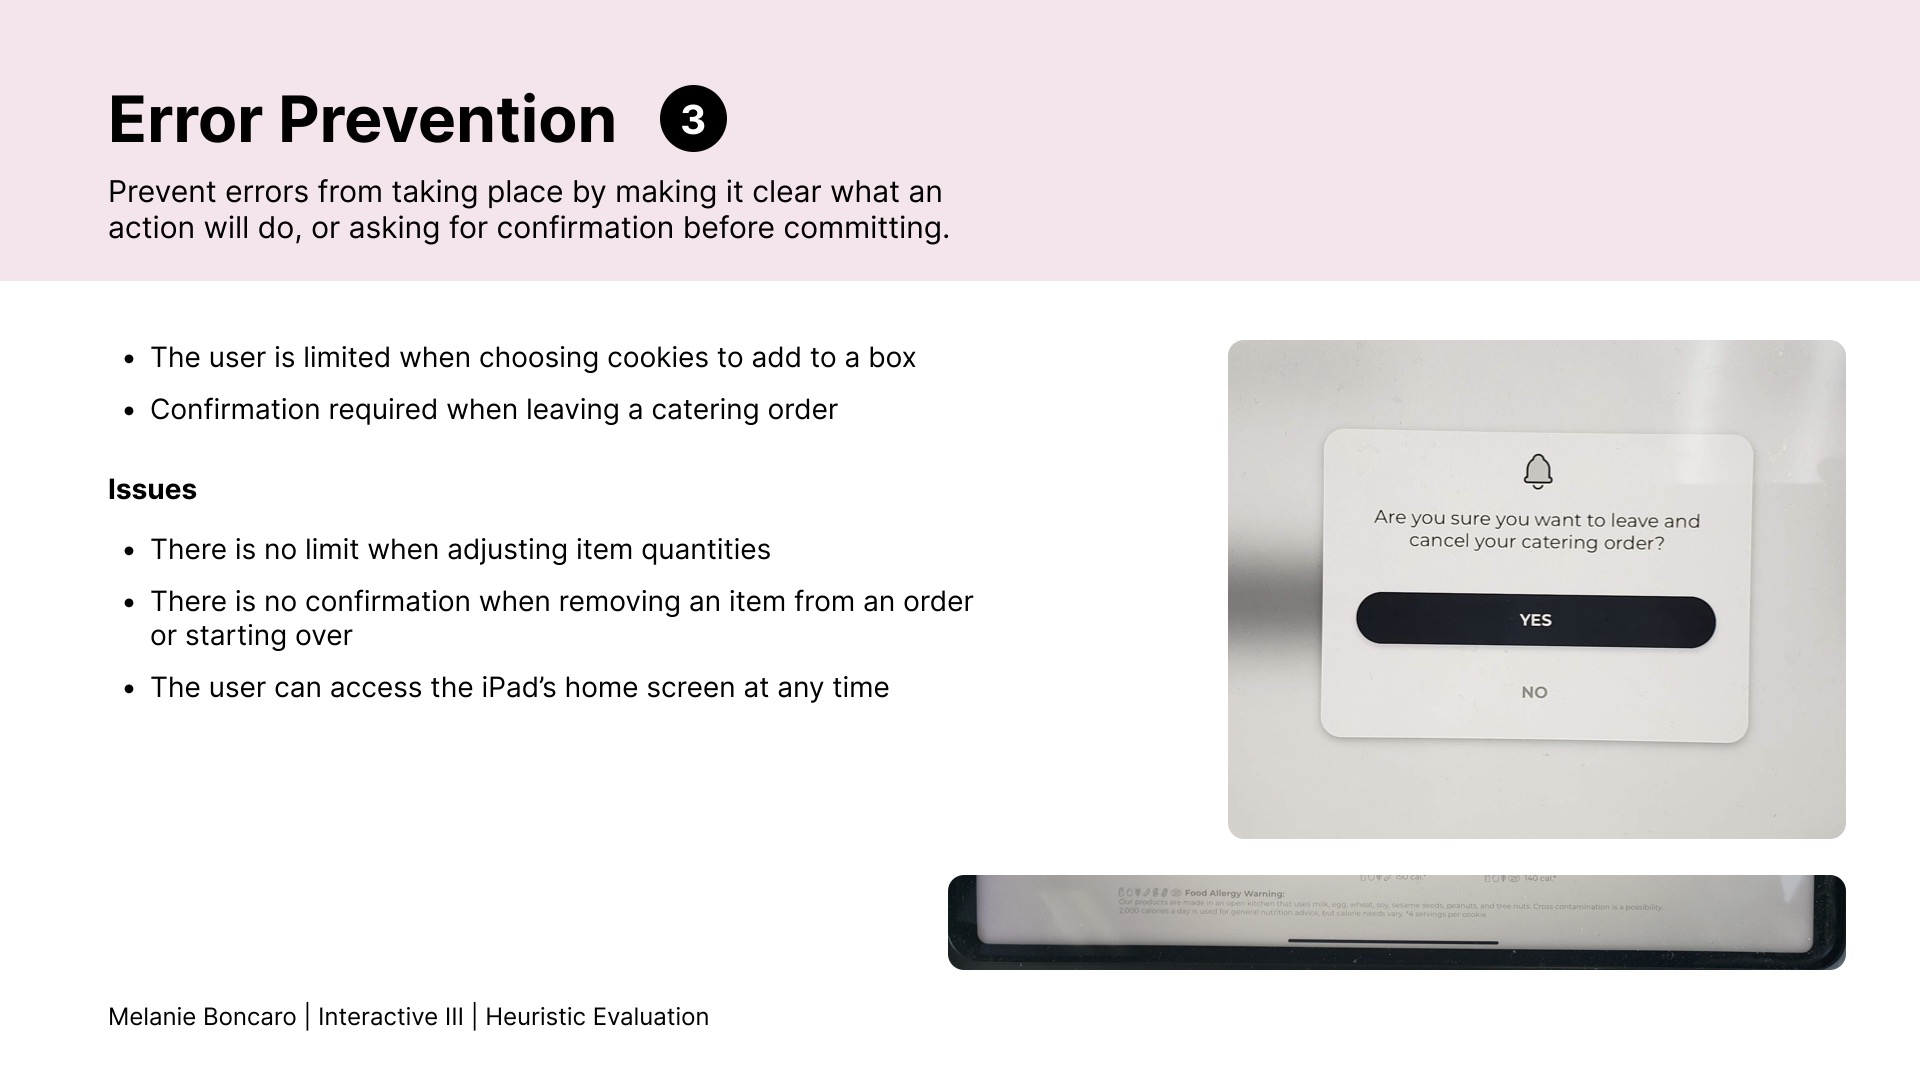 Error Prevention 3
Prevent errors from taking place by making it clear what an
action will do, or asking for confirmation before committing.
• The user is limited when choosing cookies to add to a box
• Confirmation required when leaving a catering order
Issues
• There is no limit when adjusting item quantities
• There is no confirmation when removing an item from an order
or starting over
• The user can access the iPad’s home screen at any time
Are you sure you want to leave and
cancel your catering order?
YES
NO
150 cal.* 140 cal.*
Food Allergy Warning:
Our products are made in an open kitchen that uses milk, egg, wheat, soy, sesame seeds, peanuts, and tree nuts. Cross contamination is a possibility.
2,000 calories a day is used for general nutrition advice, but calorie needs vary. *4 servings per cookie
Melanie Boncaro | Interactive III | Heuristic Evaluation